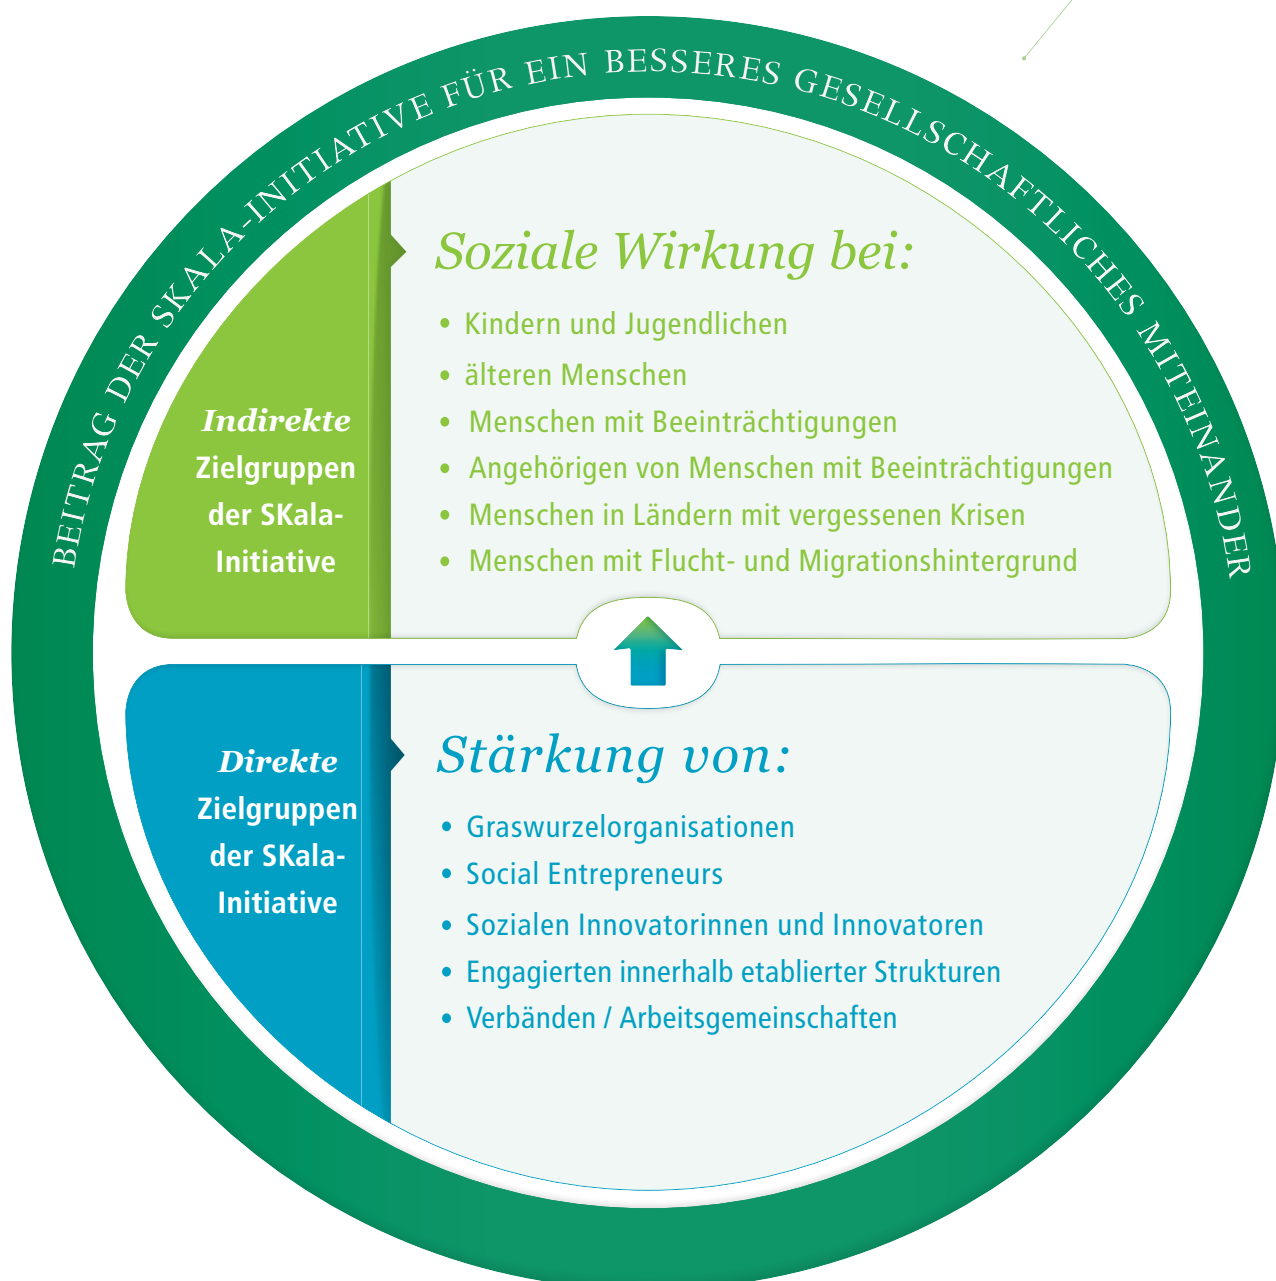 BEITRAG DER SKALA-INITIATIVE FÜR EIN BESSERES GESELLSCHAFTLICHES MITEINANDER
Indirekte
Zielgruppen
der SKala-
Initiative
Soziale Wirkung bei:
• Kindern und Jugendlichen
• älteren Menschen
• Menschen mit Beeinträchtigungen
• Angehörigen von Menschen mit Beeinträchtigungen
• Menschen in Ländern mit vergessenen Krisen
• Menschen mit Flucht- und Migrationshintergrund
Direkte
Zielgruppen
der SKala-
Initiative
Stärkung von:
• Graswurzelorganisationen
• Social Entrepreneurs
• Sozialen Innovatorinnen und Innovatoren
• Engagierten innerhalb etablierter Strukturen
• Verbänden / Arbeitsgemeinschaften